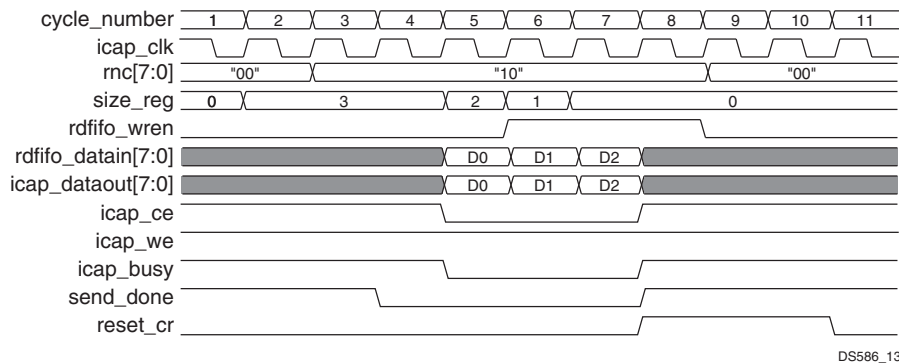 cycle_number 1 2 3 4 5 6 7 8 9 10 11
icap_clk
rnc[7:0] "00" "10" "00"
size_reg 0 3 2 1 0
rdfifo_wren
rdfifo_datain[7:0] D0 D1 D2
icap_dataout[7:0] D0 D1 D2
icap_ce
icap_we
icap_busy
send_done
reset_cr
DS586_13